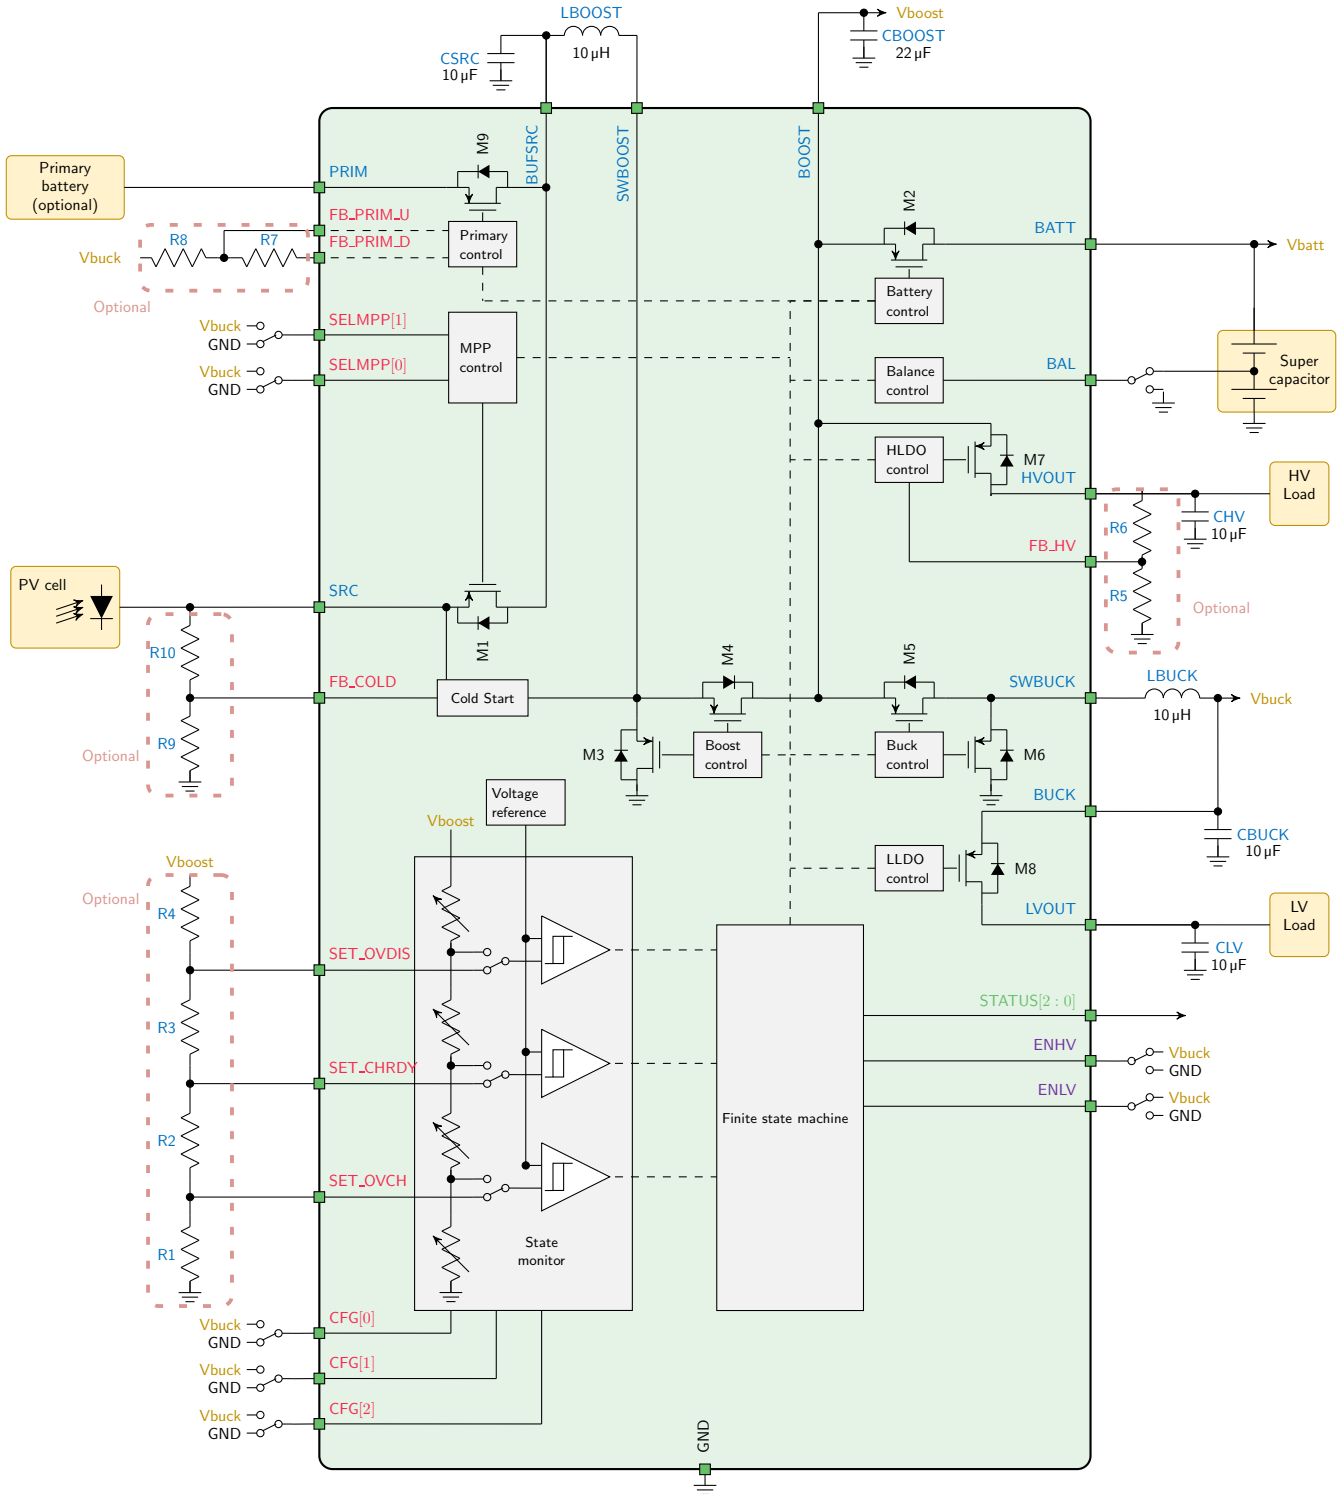 LBOOST
10 µH
CSRC
10 µF
Vboost
CBOOST
22 µF
BUFSRC
SWBOOST
BOOST
Primary
battery
(optional)
PRIM
M9
FB_PRIM_U
FB_PRIM_D
R8
R7
Vbuck
Optional
Primary
control
M2
BATT
Vbatt
Battery
control
Vbuck
GND
SELMPP[1]
Vbuck
GND
SELMPP[0]
MPP
control
Balance
control
BAL
Super
capacitor
HLDO
control
M7
HVOUT
HV
Load
R6
CHV
10 µF
FB_HV
R5
Optional
PV cell
SRC
M1
R10
FB_COLD
Cold Start
R9
Optional
M4
M5
SWBUCK
LBUCK
10 µH
Vbuck
M3
Boost
control
Buck
control
M6
BUCK
CBUCK
10 µF
Voltage
reference
Vboost
LLDO
control
M8
LVOUT
LV
Load
CLV
10 µF
Vboost
Optional
R4
SET_OVDIS
R3
SET_CHRDY
R2
SET_OVCH
R1
State
monitor
Finite state machine
STATUS[2 : 0]
ENHV
Vbuck
GND
ENLV
Vbuck
GND
Vbuck
GND
CFG[0]
Vbuck
GND
CFG[1]
Vbuck
GND
CFG[2]
GND